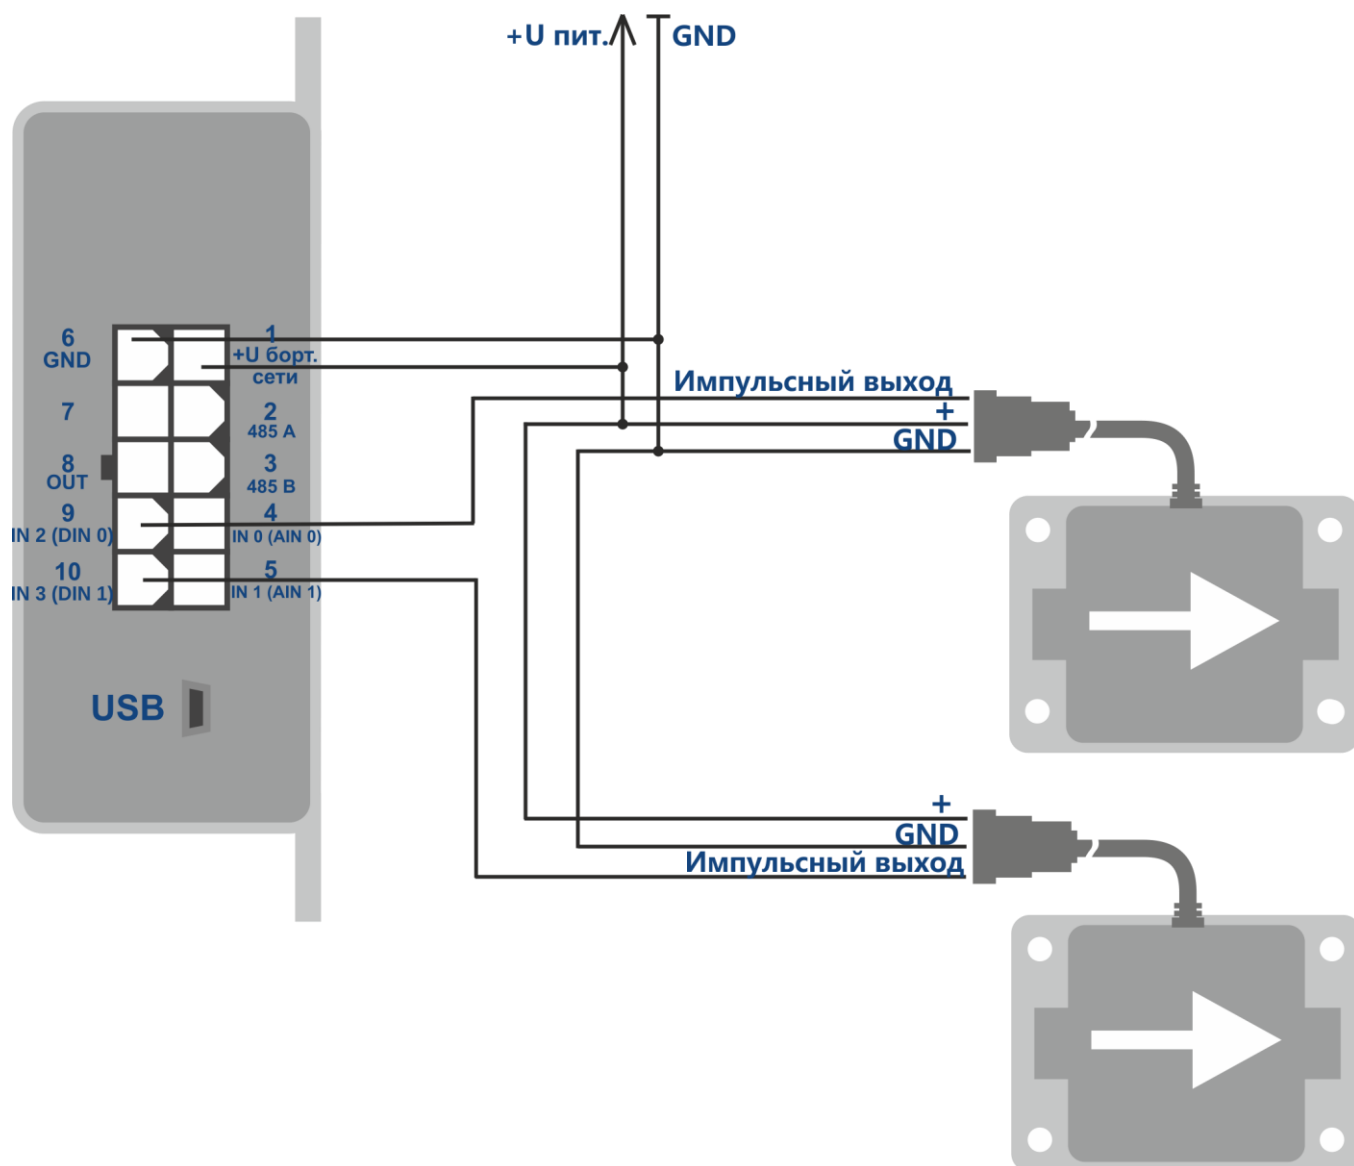 +U пит.
GND
6
GND
1
+U борт.
сети
7
2
485 A
8
OUT
3
485 B
9
IN 2 (DIN 0)
4
IN 0 (AIN 0)
10
IN 3 (DIN 1)
5
IN 1 (AIN 1)
USB
Импульсный выход
+
GND
+
GND
Импульсный выход